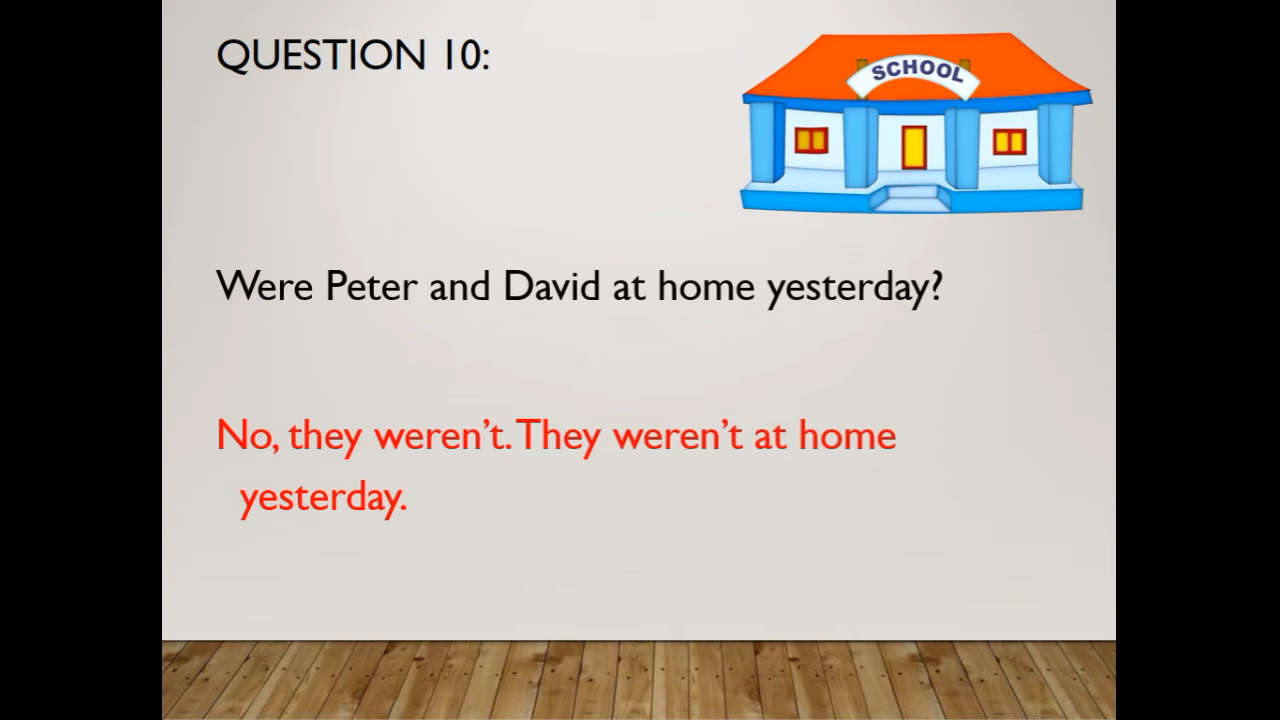 QUESTION 10:
SCHOOL
Were Peter and David at home yesterday?
No, they weren’t. They weren’t at home
yesterday.